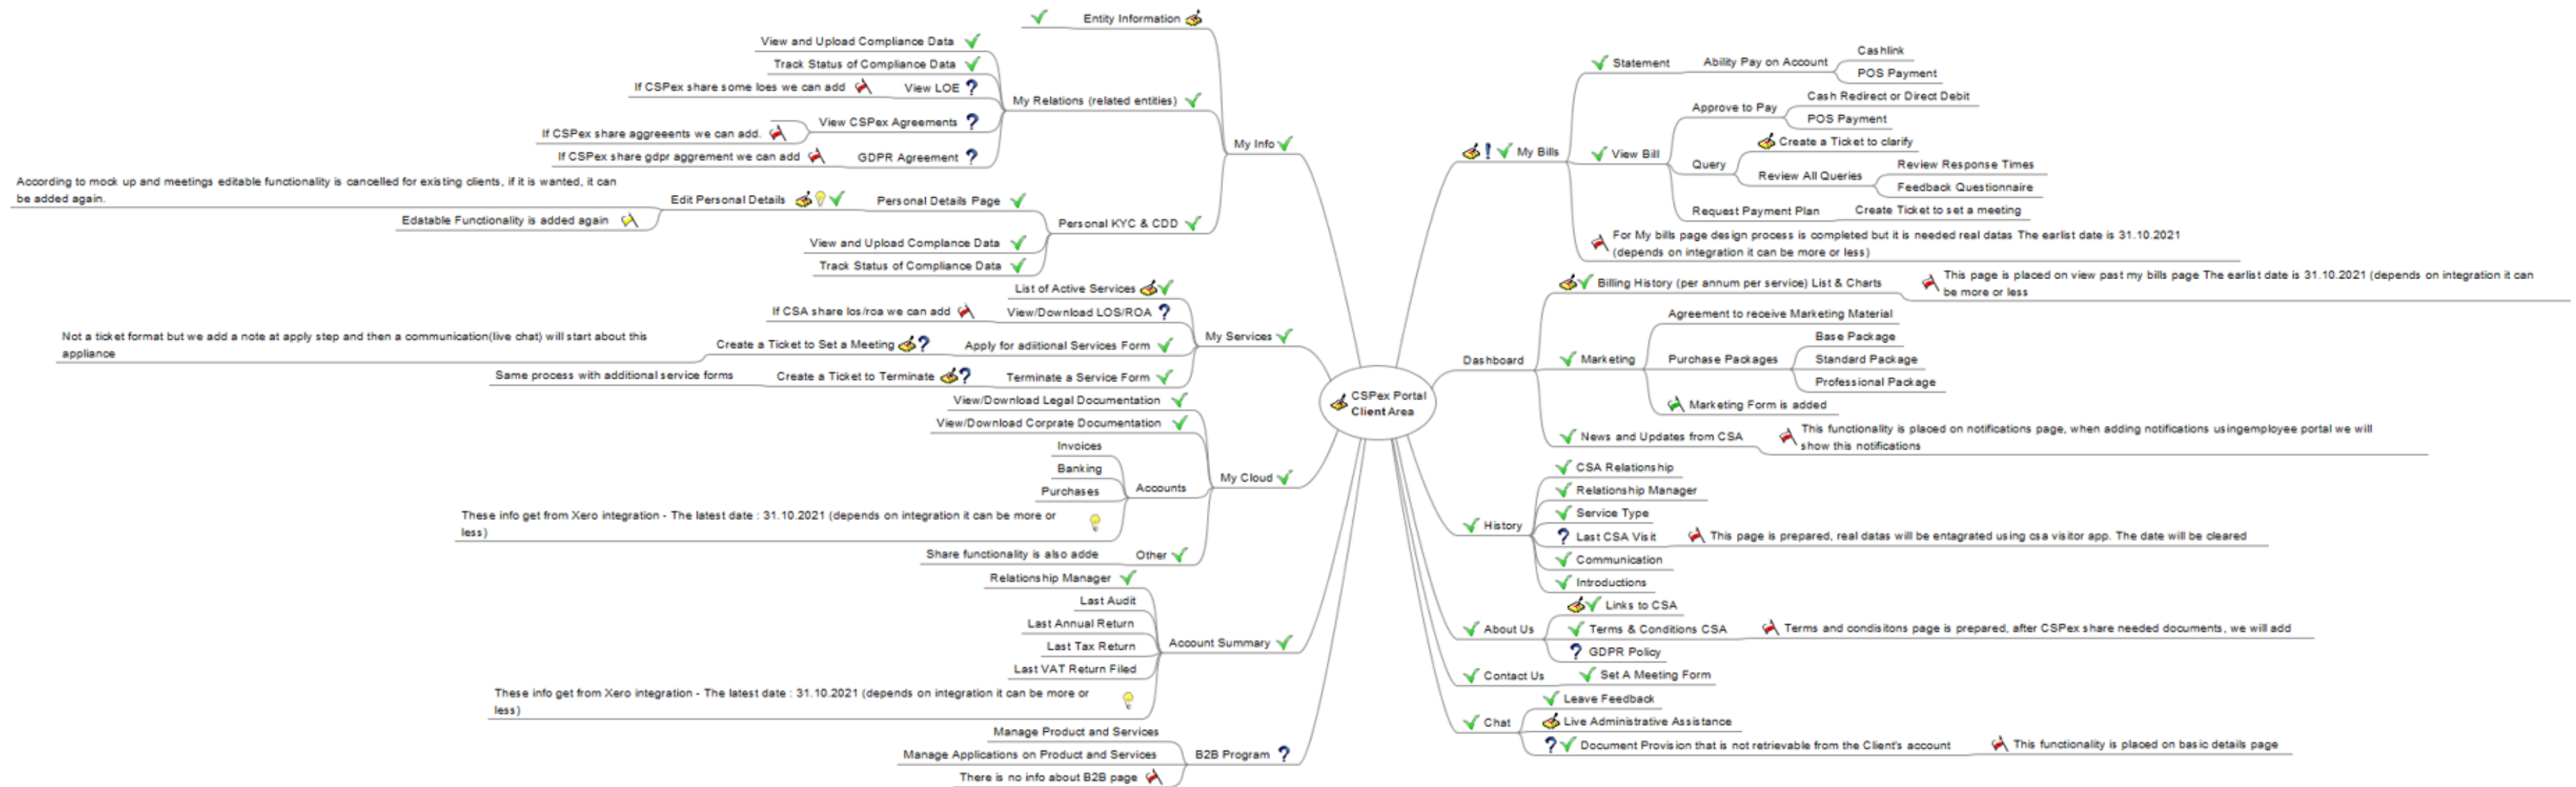 CSPex Portal
Client Area
My Info
Entity Information
My Relations (related entities)
View and Upload Compliance Data
Track Status of Compliance Data
View LOE
If CSPex share some loes we can add
View CSPex Agreements
If CSPex share aggreeents we can add.
GDPR Agreement
If CSPex share gdpr aggrement we can add
Personal KYC & CDD
Personal Details Page
Edit Personal Details
According to mock up and meetings editable functionality is cancelled for existing clients, if it is wanted, it can
be added again.
Edatable Functionality is added again
View and Upload Complance Data
Track Status of Compliance Data
My Services
List of Active Services
View/Download LOS/ROA
If CSA share los/roa we can add
Apply for adiitional Services Form
Create a Ticket to Set a Meeting
Not a ticket format but we add a note at apply step and then a communication(live chat) will start about this
appliance
Terminate a Service Form
Create a Ticket to Terminate
Same process with additional service forms
My Cloud
View/Download Legal Documentation
View/Download Corprate Documentation
Accounts
Invoices
Banking
Purchases
These info get from Xero integration - The latest date : 31.10.2021 (depends on integration it can be more or
less)
Other
Share functionality is also adde
Account Summary
Relationship Manager
Last Audit
Last Annual Return
Last Tax Return
Last VAT Return Filed
These info get from Xero integration - The latest date : 31.10.2021 (depends on integration it can be more or
less)
B2B Program
Manage Product and Services
Manage Applications on Product and Services
There is no info about B2B page
My Bills
Statement
Ability Pay on Account
Cashlink
POS Payment
View Bill
Approve to Pay
Cash Redirect or Direct Debit
POS Payment
Query
Create a Ticket to clarify
Review All Queries
Review Response Times
Feedback Questionnaire
Request Payment Plan
Create Ticket to set a meeting
For My bills page design process is completed but it is needed real datas The earlist date is 31.10.2021
(depends on integration it can be more or less)
Dashboard
Billing History (per annum per service) List & Charts
This page is placed on view past my bills page The earlist date is 31.10.2021 (depends on integration it can
be more or less
Marketing
Agreement to receive Marketing Material
Purchase Packages
Base Package
Standard Package
Professional Package
Marketing Form is added
News and Updates from CSA
This functionality is placed on notifications page, when adding notifications usingemployee portal we will
show this notifications
History
CSA Relationship
Relationship Manager
Service Type
Last CSA Visit
This page is prepared, real datas will be entagrated using csa visitor app. The date will be cleared
Communication
Introductions
About Us
Links to CSA
Terms & Conditions CSA
Terms and condisitons page is prepared, after CSPex share needed documents, we will add
GDPR Policy
Contact Us
Set A Meeting Form
Chat
Leave Feedback
Live Administrative Assistance
Document Provision that is not retrievable from the Client's account
This functionality is placed on basic details page